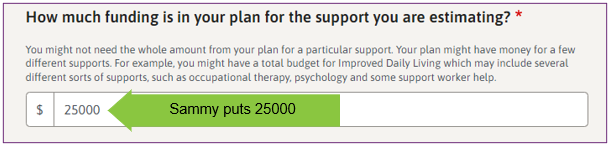 How much funding is in your plan for the support you are estimating? *
You might not need the whole amount from your plan for a particular support. Your plan might have money for a few
different supports. For example, you might have a total budget for Improved Daily Living which may include several
different sorts of supports, such as occupational therapy, psychology and some support worker help.
$ 25000 Sammy puts 25000